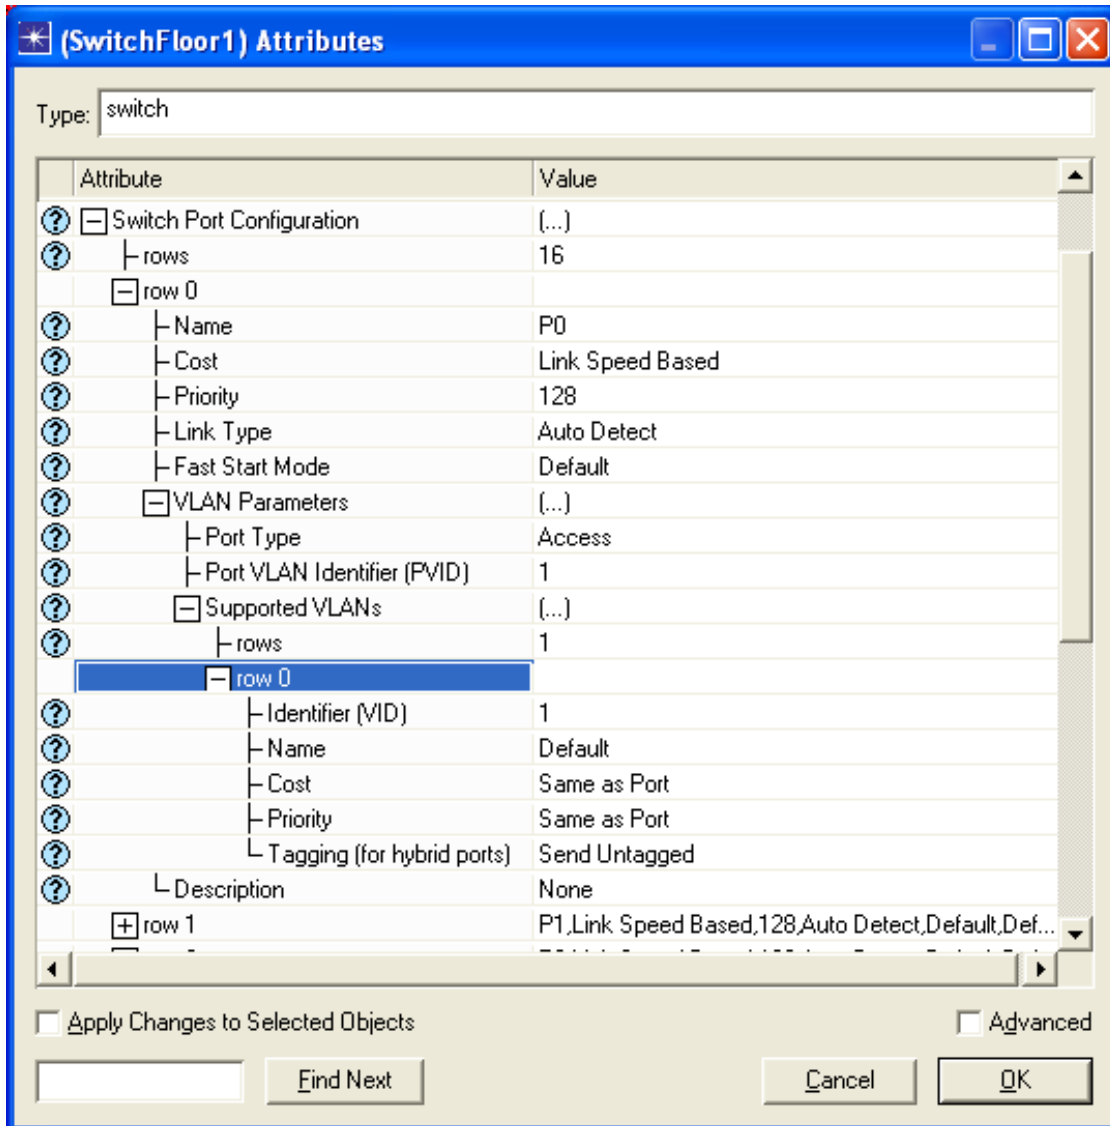 (SwitchFloor1) Attributes
Type: switch
Attribute Value
Switch Port Configuration (...)
rows 16
row 0
Name P0
Cost Link Speed Based
Priority 128
Link Type Auto Detect
Fast Start Mode Default
VLAN Parameters (...)
Port Type Access
Port VLAN Identifier (PVID) 1
Supported VLANs (...)
rows 1
row 0
Identifier (VID) 1
Name Default
Cost Same as Port
Priority Same as Port
Tagging (for hybrid ports) Send Untagged
Description None
row 1 P1,Link Speed Based,128,Auto Detect,Default,Def...
Apply Changes to Selected Objects Advanced
Find Next Cancel OK